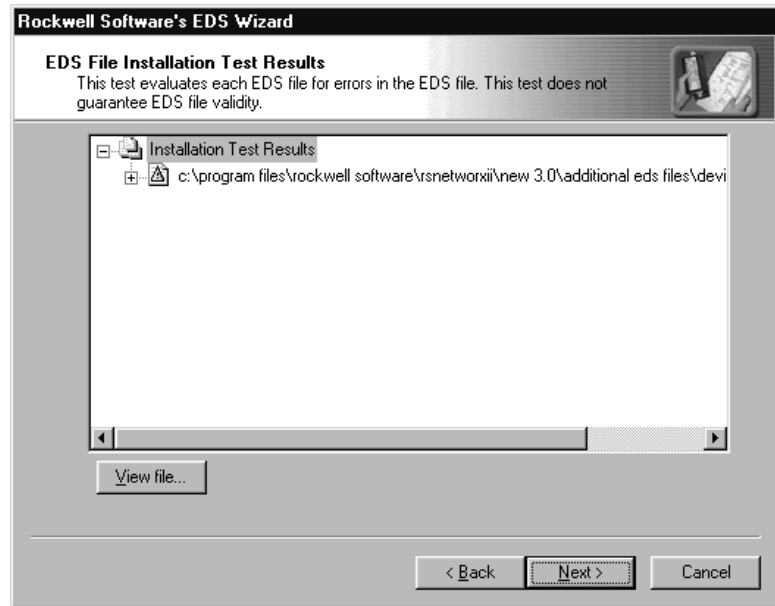 Rockwell Software's EDS Wizard
EDS File Installation Test Results
This test evaluates each EDS file for errors in the EDS file. This test does not
guarantee EDS file validity.
Installation Test Results
c:\program files\rockwell software\rsnetworxii\new 3.0\additional eds files\devi
View file...
< Back
Next >
Cancel